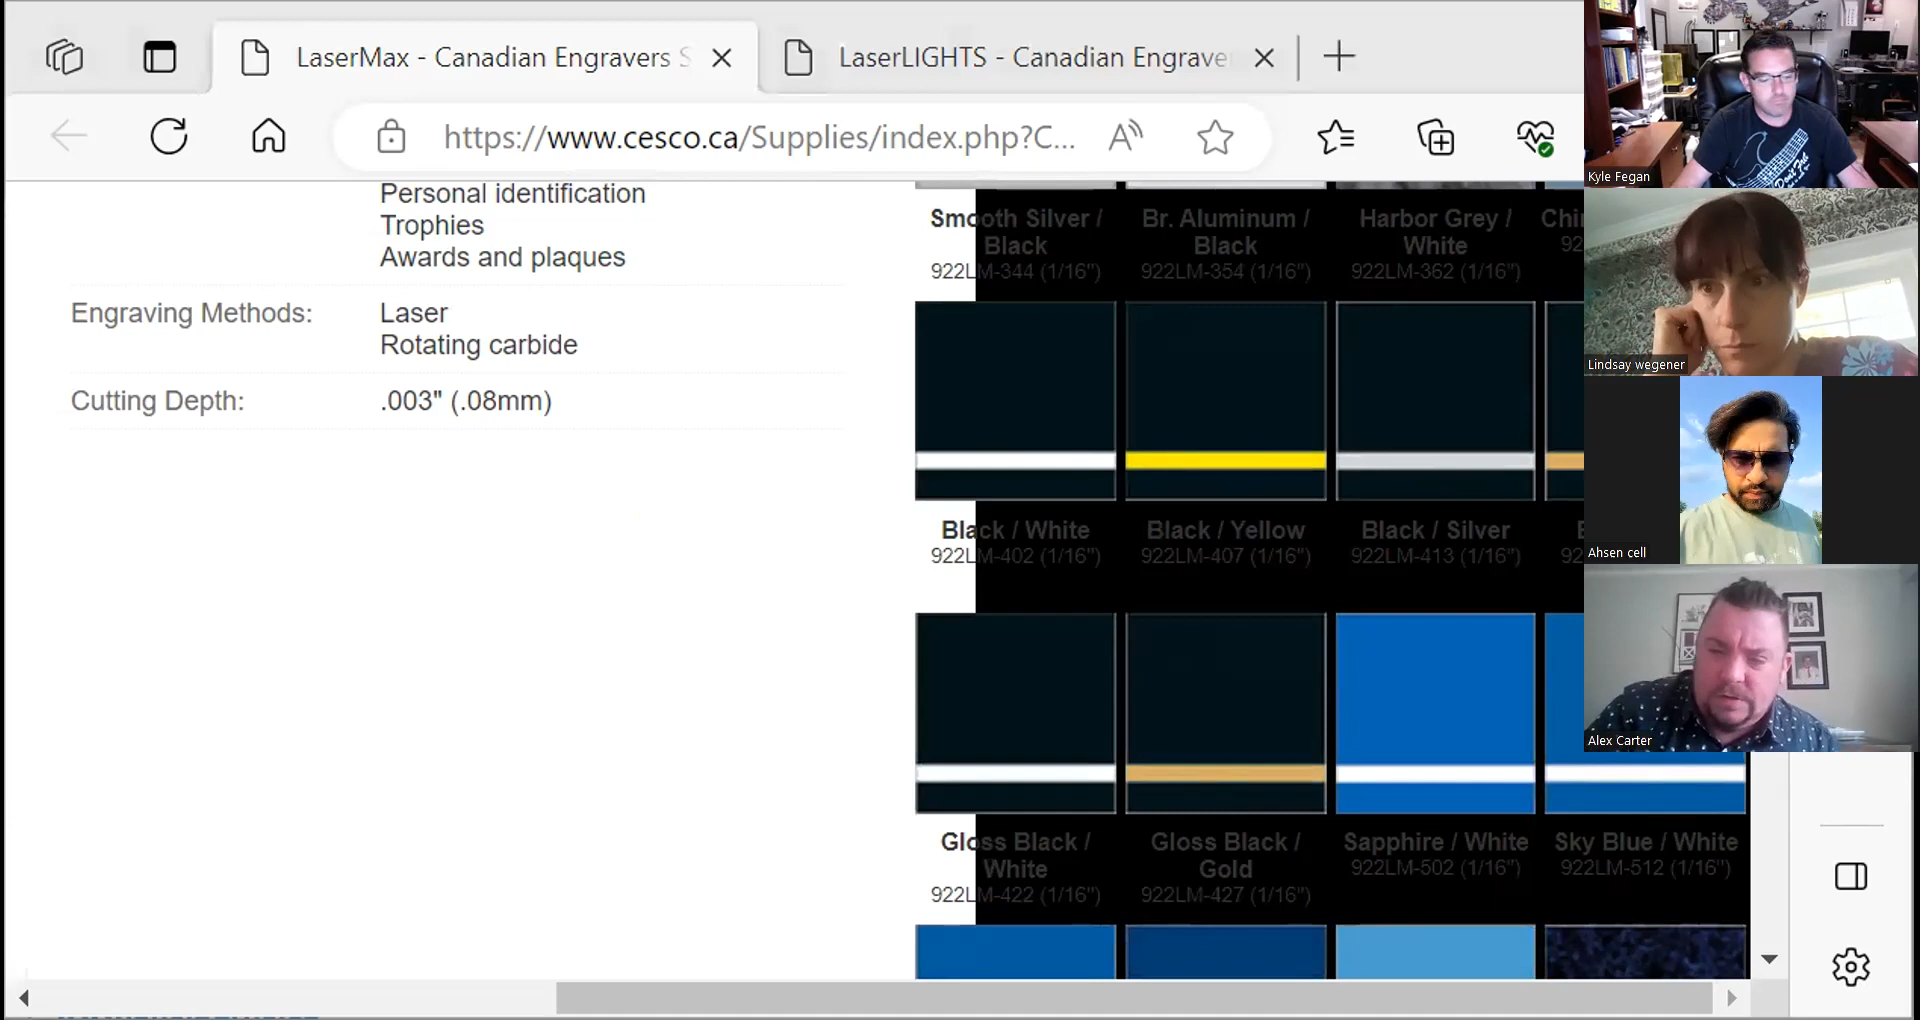 LaserMax - Canadian Engravers S
LaserLIGHTS - Canadian Engrave
https://www.cesco.ca/Supplies/index.php?C...
Personal identification
Trophies
Awards and plaques
Engraving Methods:
Laser
Rotating carbide
Cutting Depth:
.003" (.08mm)
Smooth Silver /
Black
922LM-344 (1/16")
Br. Aluminum /
Black
922LM-354 (1/16")
Harbor Grey /
White
922LM-362 (1/16")
Chi
92
Black / White
922LM-402 (1/16")
Black / Yellow
922LM-407 (1/16")
Black / Silver
922LM-413 (1/16")
92
Gloss Black /
White
922LM-422 (1/16")
Gloss Black /
Gold
922LM-427 (1/16")
Sapphire / White
922LM-502 (1/16")
Sky Blue / White
922LM-512 (1/16")
Kyle Fegan
Lindsay wegener
Ahsen cell
Alex Carter